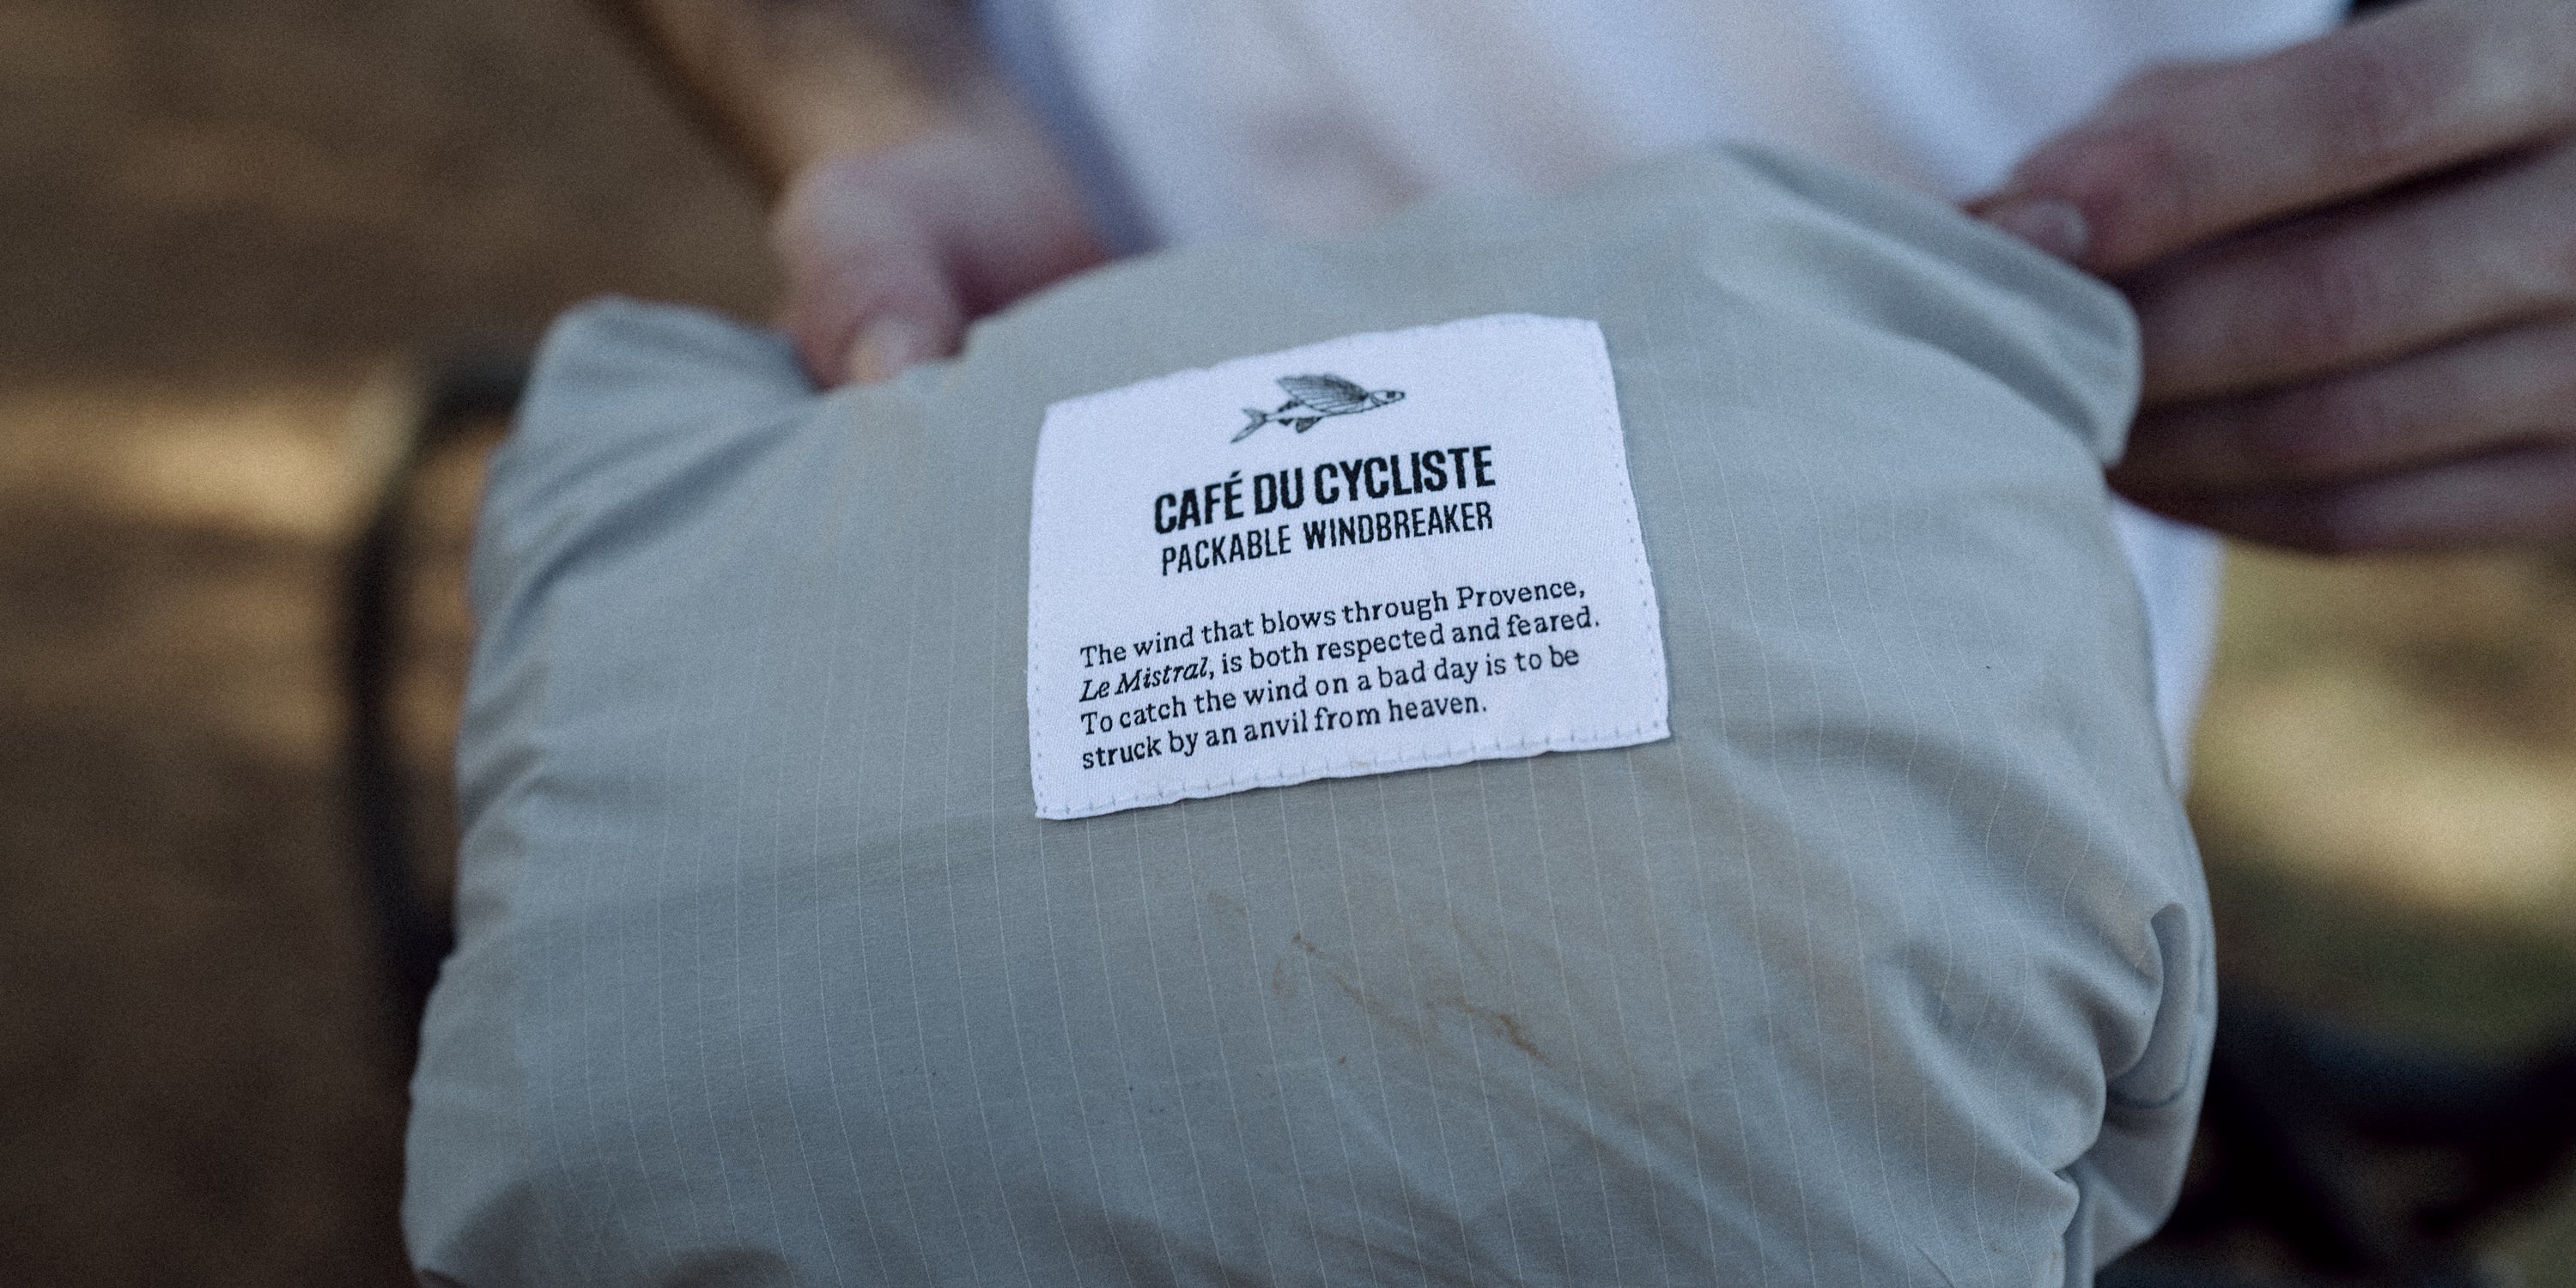 CAFÉ DU CYCLISTE
PACKABLE WINDBREAKER
The wind that blows through Provence,
Le Mistral, is both respected and feared.
To catch the wind on a bad day is to be
struck by an anvil from heaven.